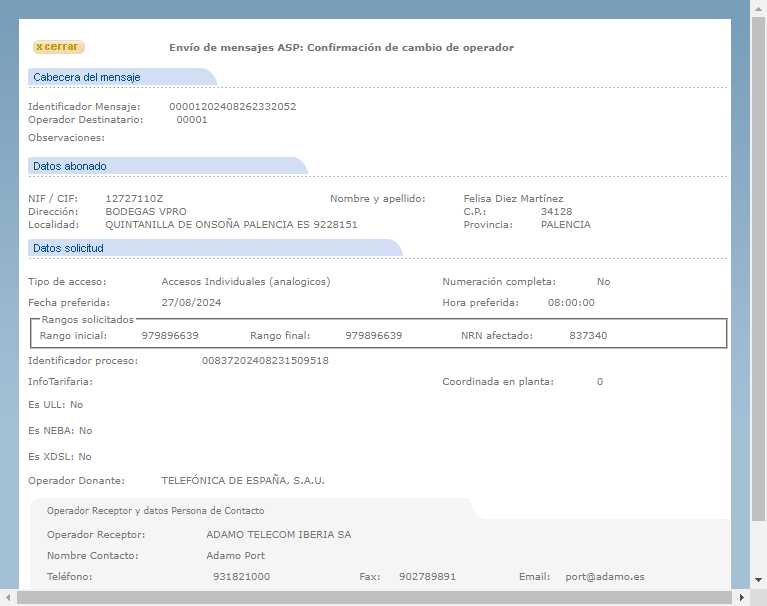 x cerrar
Envío de mensajes ASP: Confirmación de cambio de operador
Cabecera del mensaje
Identificador Mensaje: 00001202408262332052
Operador Destinatario: 00001
Observaciones:
Datos abonado
NIF / CIF: 12727110Z Nombre y apellido: Felisa Diez Martínez
Dirección: BODEGAS VPRO C.P.: 34128
Localidad: QUINTANILLA DE ONSOÑA PALENCIA ES 9228151 Provincia: PALENCIA
Datos solicitud
Tipo de acceso: Accesos Individuales (analogicos) Numeración completa: No
Fecha preferida: 27/08/2024 Hora preferida: 08:00:00
Rangos solicitados
Rango inicial: 979896639 Rango final: 979896639 NRN afectado: 837340
Identificador proceso: 00837202408231509518
InfoTarifaria: Coordinada en planta: 0
Es ULL: No
Es NEBA: No
Es XDSL: No
Operador Donante: TELEFÓNICA DE ESPAÑA, S.A.U.
Operador Receptor y datos Persona de Contacto
Operador Receptor: ADAMO TELECOM IBERIA SA
Nombre Contacto: Adamo Port
Teléfono: 931821000 Fax: 902789891 Email: port@adamo.es